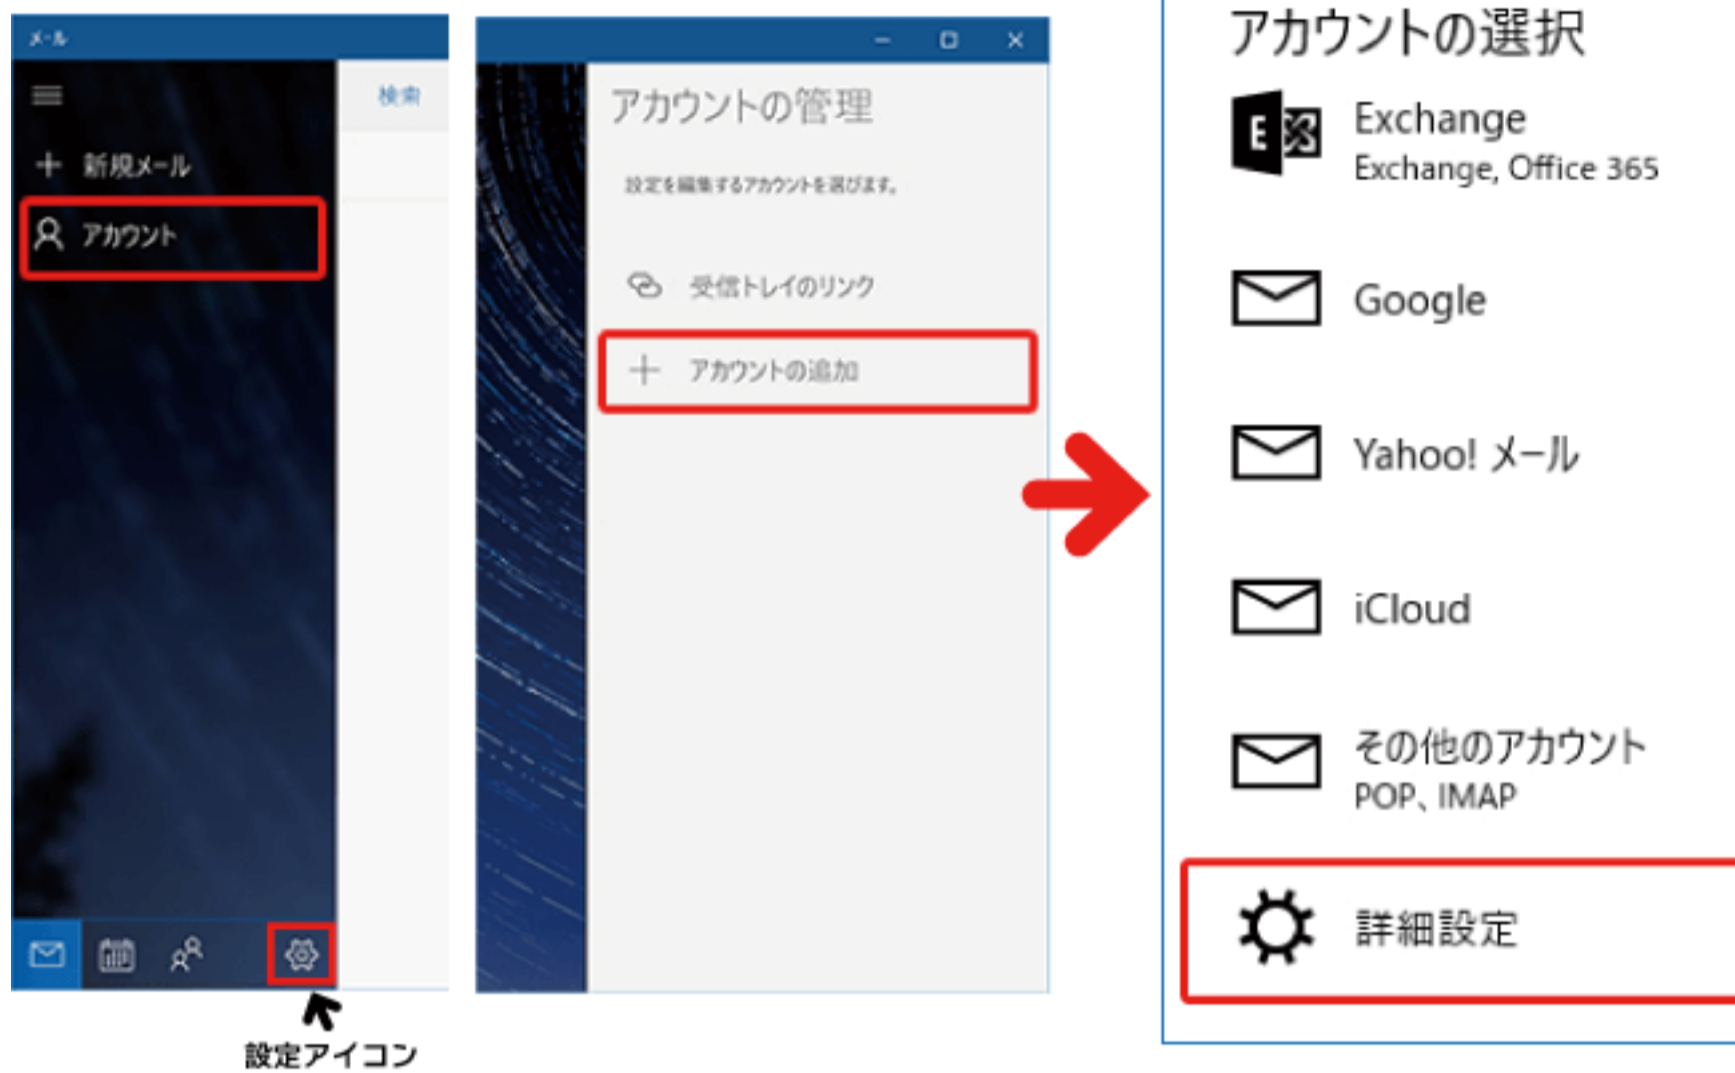 メール
検索
新規メール
アカウント
設定アイコン
アカウントの管理
設定を編集するアカウントを選びます。
受信トレイのリンク
アカウントの追加
アカウントの選択
Exchange
Exchange, Office 365
Google
Yahoo! メール
iCloud
その他のアカウント
POP、IMAP
詳細設定